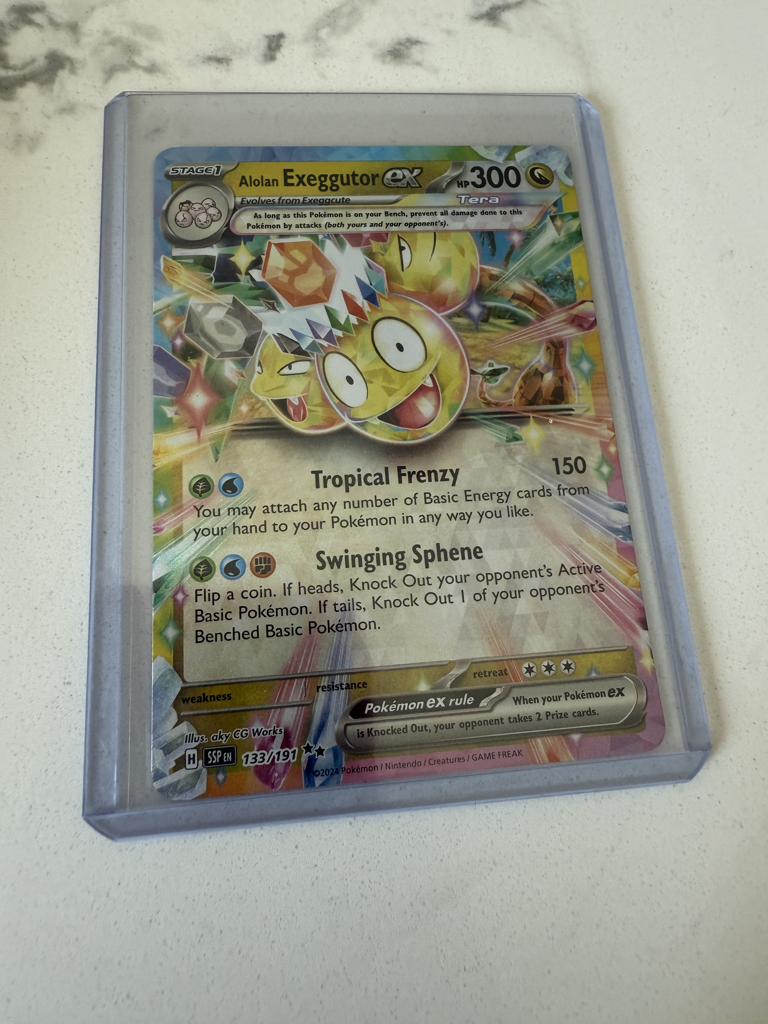 STAGE1
Alolan Exeggutor ex HP300
Evolves from Exeggcute Tera
As long as this Pokémon is on your Bench, prevent all damage done to this
Pokémon by attacks (both yours and your opponent's).
Tropical Frenzy 150
You may attach any number of Basic Energy cards from
your hand to your Pokémon in any way you like.
Swinging Sphene
Flip a coin. If heads, Knock Out your opponent's Active
Basic Pokémon. If tails, Knock Out 1 of your opponent's
Benched Basic Pokémon.
weakness resistance retreat
Pokémon ex rule When your Pokémon ex
is Knocked Out, your opponent takes 2 Prize cards.
Illus. aky CG Works
H SSP EN 133/191
©2024 Pokémon / Nintendo / Creatures / GAME FREAK